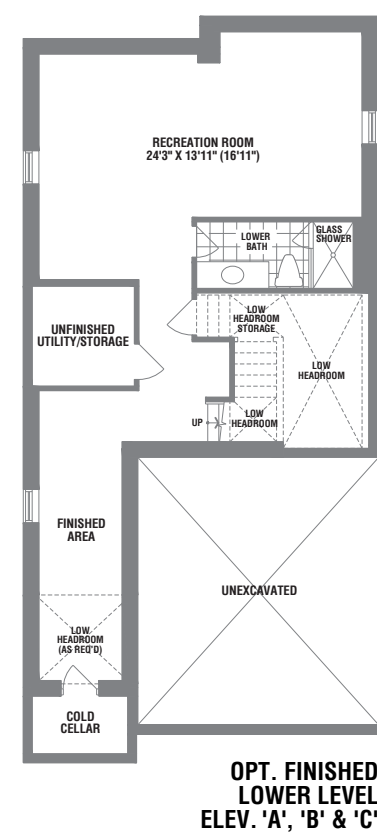 RECREATION ROOM
24'3" X 13'11" (16'11")
LOWER
BATH
GLASS
SHOWER
UNFINISHED
UTILITY/STORAGE
LOW
HEADROOM
STORAGE
LOW
HEADROOM
UP
LOW
HEADROOM
FINISHED
AREA
UNEXCAVATED
LOW
HEADROOM
(AS REQ'D)
COLD
CELLAR
OPT. FINISHED
LOWER LEVEL
ELEV. 'A', 'B' & 'C'